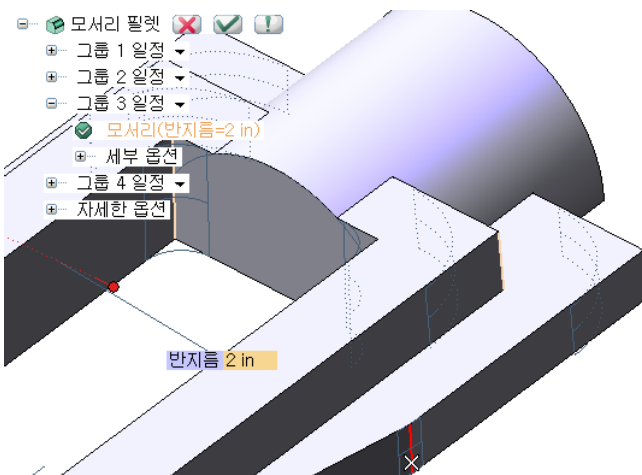 모서리 필렛
그룹 1 일정
그룹 2 일정
그룹 3 일정
모서리(반지름=2 in)
세부 옵션
그룹 4 일정
자세한 옵션
반지름 2 in